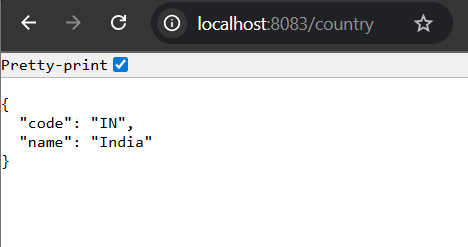 localhost:8083/country
Pretty-print
{
  "code": "IN",
  "name": "India"
}